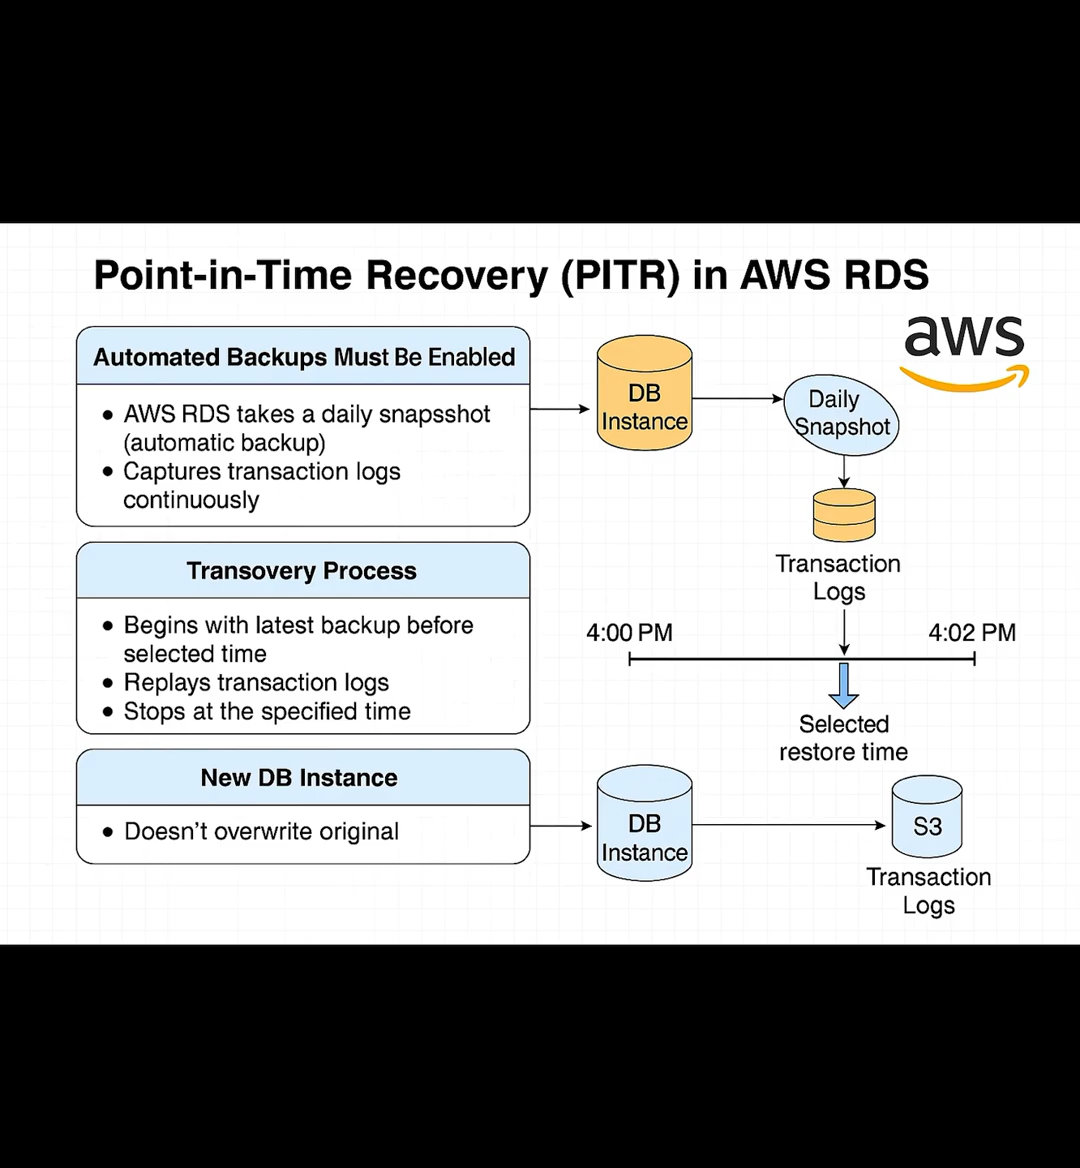 Point-in-Time Recovery (PITR) in AWS RDS
aws
Automated Backups Must Be Enabled
• AWS RDS takes a daily snapsshot
(automatic backup)
• Captures transaction logs
continuously
DB
Instance
Daily
Snapshot
Transaction
Logs
Transovery Process
• Begins with latest backup before
selected time
• Replays transaction logs
• Stops at the specified time
4:00 PM
4:02 PM
Selected
restore time
New DB Instance
• Doesn't overwrite original
DB
Instance
S3
Transaction
Logs